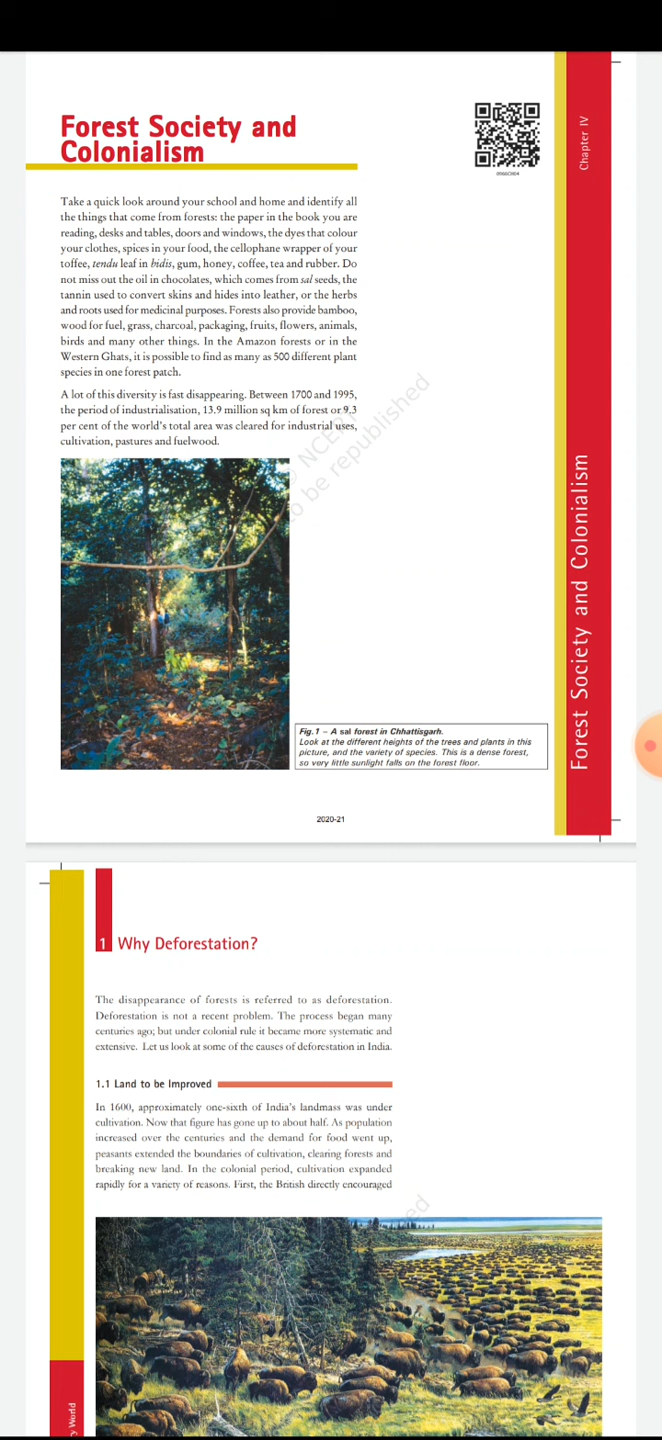 Forest Society and
Colonialism
Chapter IV
Take a quick look around your school and home and identify all
the things that come from forests: the paper in the book you are
reading, desks and tables, doors and windows, the dyes that colour
your clothes, spices in your food, the cellophane wrapper of your
toffee, tendu leaf in bidis, gum, honey, coffee, tea and rubber. Do
not miss out the oil in chocolates, which comes from sal seeds, the
tannin used to convert skins and hides into leather, or the herbs
and roots used for medicinal purposes. Forests also provide bamboo,
wood for fuel, grass, charcoal, packaging, fruits, flowers, animals,
birds and many other things. In the Amazon forests or in the
Western Ghats, it is possible to find as many as 500 different plant
species in one forest patch.
A lot of this diversity is fast disappearing. Between 1700 and 1995,
the period of industrialisation, 13.9 million sq km of forest or 9.3
per cent of the world's total area was cleared for industrial uses,
cultivation, pastures and fuelwood.
NCERT
o be republished
Forest Society and Colonialism
Fig.1 – A sal forest in Chhattisgarh.
Look at the different heights of the trees and plants in this
picture, and the variety of species. This is a dense forest,
so very little sunlight falls on the forest floor.
2020-21
1 Why Deforestation?
The disappearance of forests is referred to as deforestation.
Deforestation is not a recent problem. The process began many
centuries ago; but under colonial rule it became more systematic and
extensive. Let us look at some of the causes of deforestation in India.
1.1 Land to be Improved
In 1600, approximately one-sixth of India's landmass was under
cultivation. Now that figure has gone up to about half. As population
increased over the centuries and the demand for food went up,
peasants extended the boundaries of cultivation, clearing forests and
breaking new land. In the colonial period, cultivation expanded
rapidly for a variety of reasons. First, the British directly encouraged
ed
y World